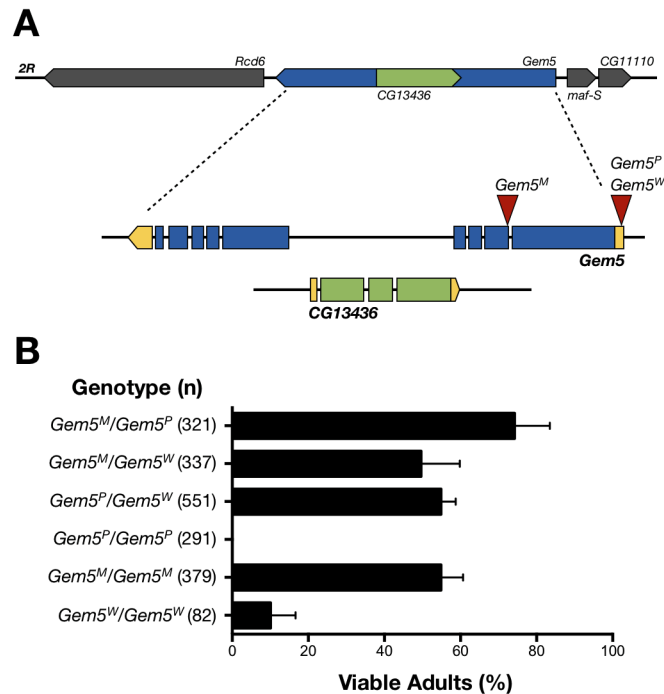 A
2R
Rcd6
Gem5
CG11110
CG13436
maf-S
Gem5P
Gem5M
Gem5W
Gem5
CG13436
B
Genotype (n)
Gem5M/Gem5P (321)
Gem5M/Gem5W (337)
Gem5P/Gem5W (551)
Gem5P/Gem5P (291)
Gem5M/Gem5M (379)
Gem5W/Gem5W (82)
0 20 40 60 80 100
Viable Adults (%)